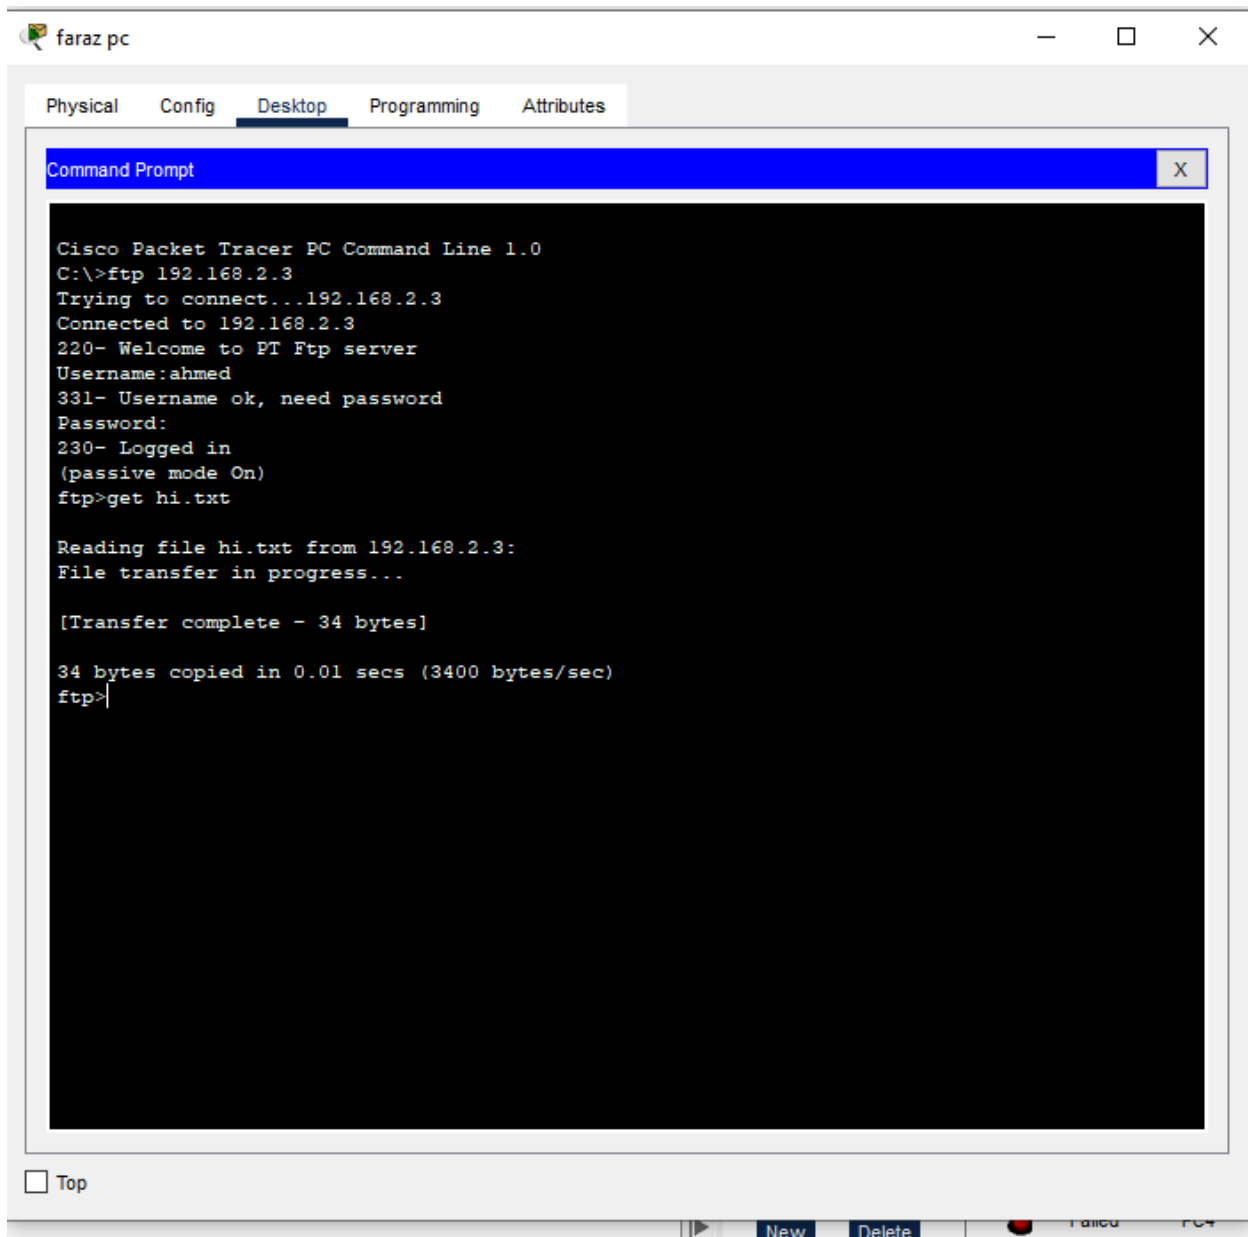 faraz pc
Physical Config Desktop Programming Attributes
Command Prompt X
Cisco Packet Tracer PC Command Line 1.0
C:\>ftp 192.168.2.3
Trying to connect...192.168.2.3
Connected to 192.168.2.3
220- Welcome to PT Ftp server
Username:ahmed
331- Username ok, need password
Password:
230- Logged in
(passive mode On)
ftp>get hi.txt
Reading file hi.txt from 192.168.2.3:
File transfer in progress...
[Transfer complete - 34 bytes]
34 bytes copied in 0.01 secs (3400 bytes/sec)
ftp>
Top
New Delete Failed PC4